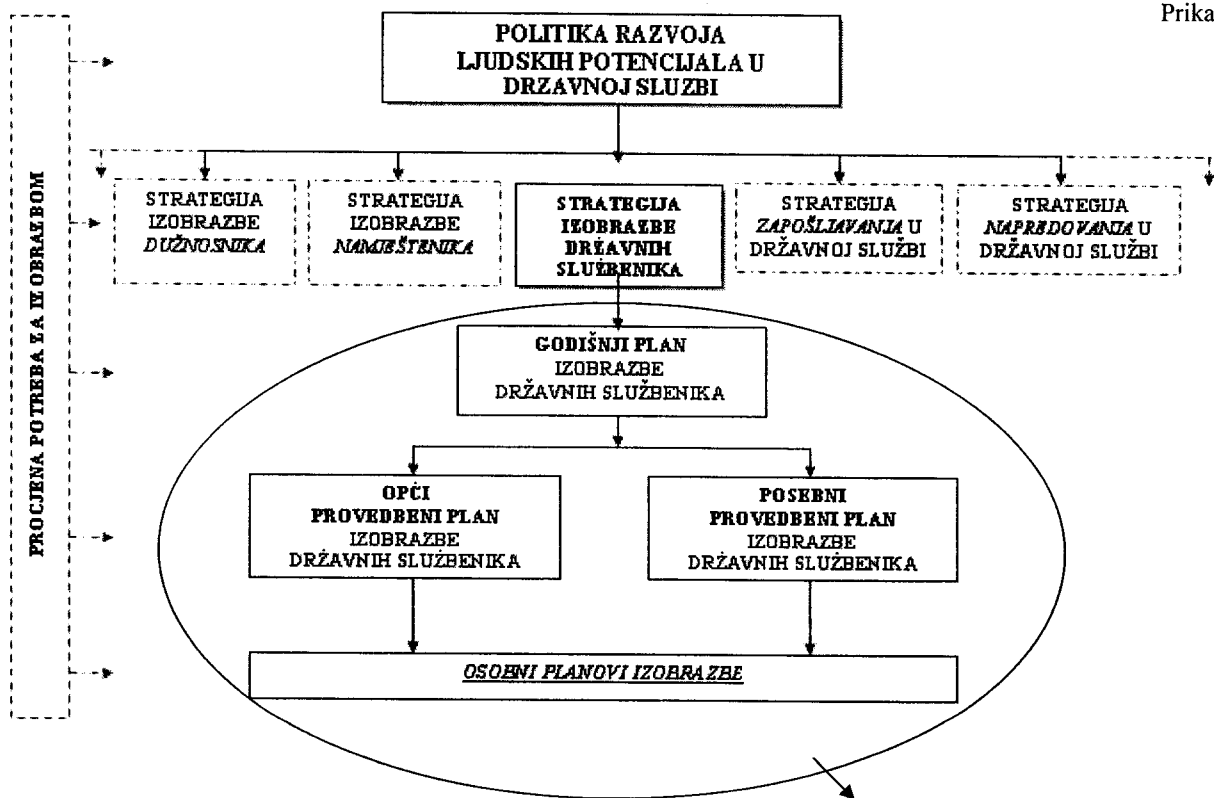 Prika
POLITIKA RAZVOJA
LJUDSKIH POTENCIJALA U
DRŽAVNOJ SLUŽBI
PROCJENA POTREBA ZA IZOBRAZBOM
STRATEGIJA
IZOBRAZBE
DUŽNOSNIKA
STRATEGIJA
IZOBRAZBE
NAMJEŠTENIKA
STRATEGIJA
IZOBRAZBE
DRŽAVNIH
SLUŽBENIKA
STRATEGIJA
ZAPOŠLJAVANJA U
DRŽAVNOJ SLUŽBI
STRATEGIJA
NAPREDOVANJA U
DRŽAVNOJ SLUŽBI
GODIŠNJI PLAN
IZOBRAZBE
DRŽAVNIH SLUŽBENIKA
OPĆI
PROVEDBENI PLAN
IZOBRAZBE
DRŽAVNIH SLUŽBENIKA
POSEBNI
PROVEDBENI PLAN
IZOBRAZBE
DRŽAVNIH SLUŽBENIKA
OSOBNI PLANOVI IZOBRAZBE